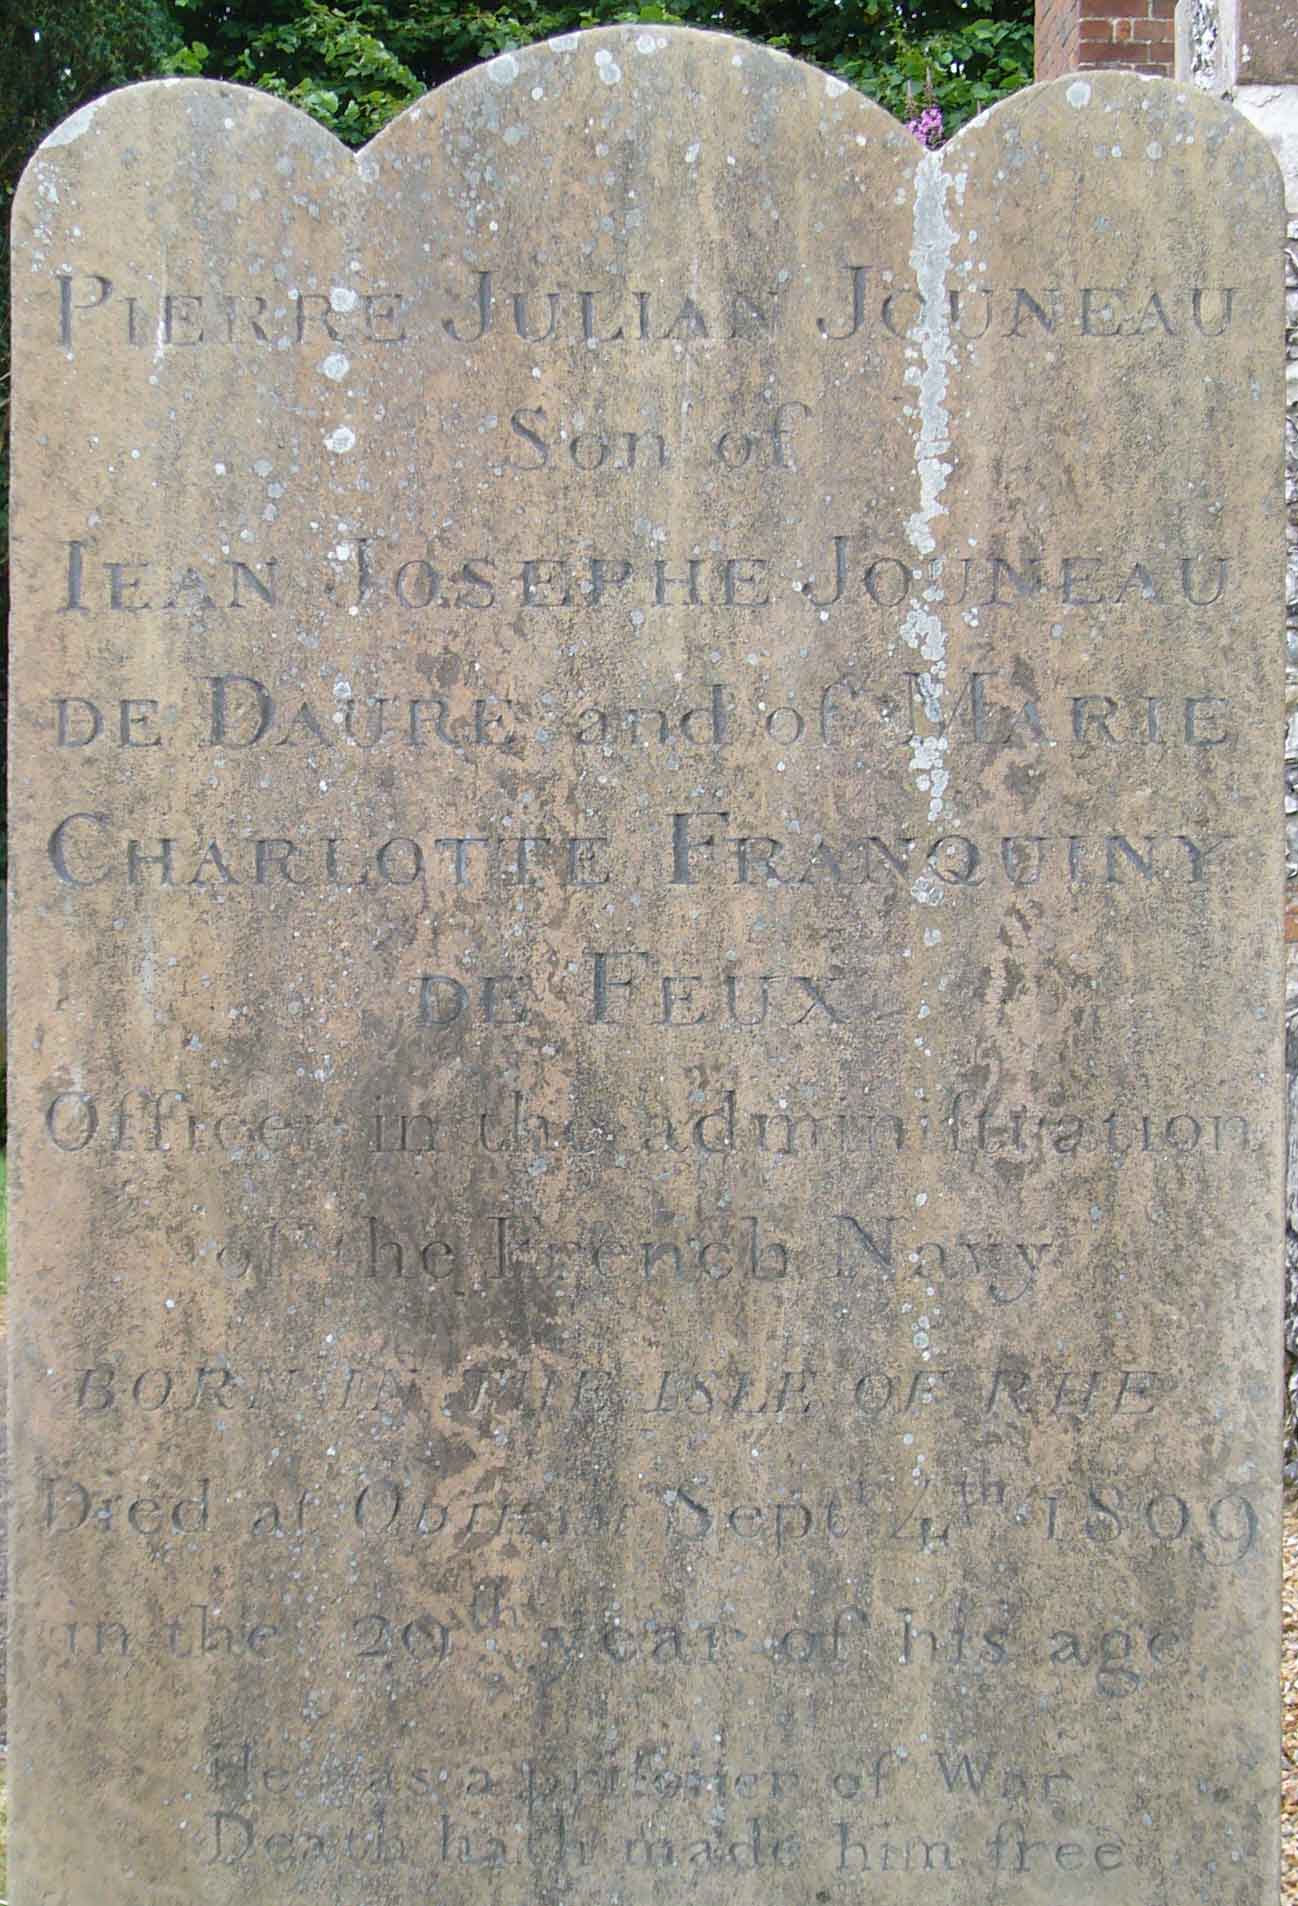 PIERRE JULIAN JOUNEAU
Son of
IEAN JOSEPHE JOUNEAU
DE DAURE and of MARIE
CHARLOTTE FRANQUINY
DE FEUX
Officer in the adminiſtration
of the French Navy
BORN IN THE ISLE OF RHE
Died at Odiham Septr 4th 1809
in the 29th year of his age
He was a priſoner of War
Death hath made him free